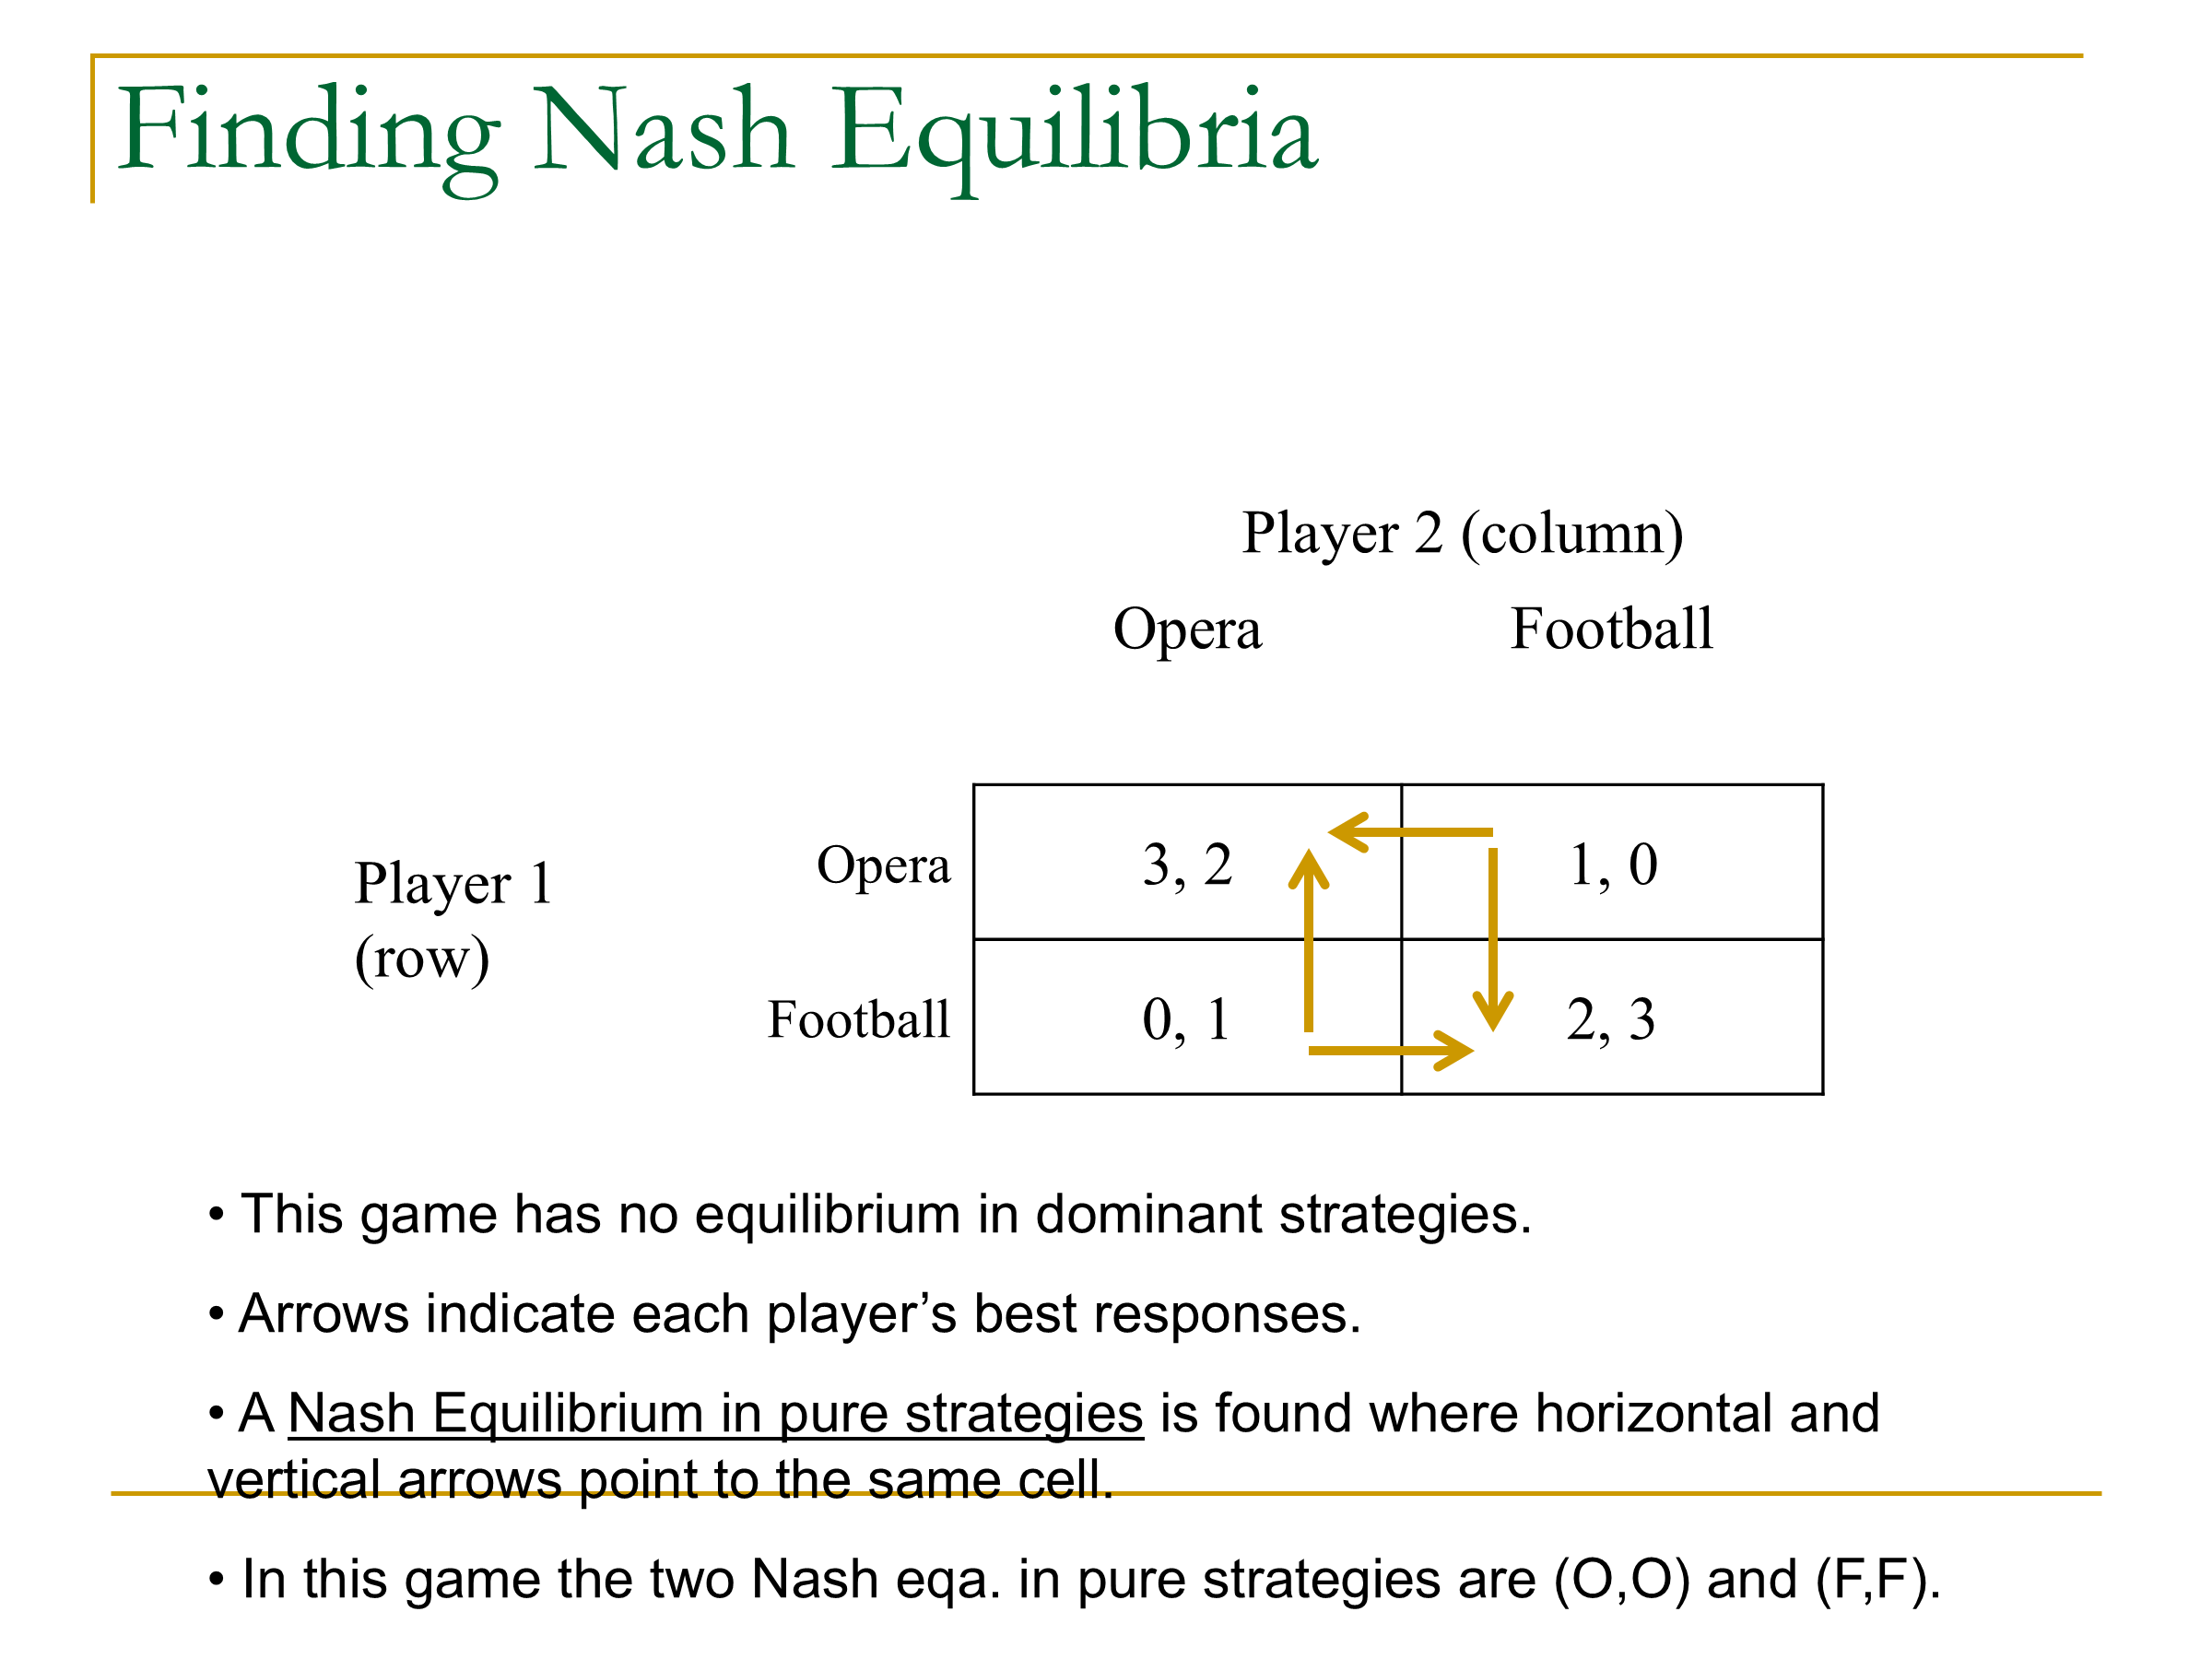 Finding Nash Equilibria
Player 2 (column)
Opera Football
Player 1
(row)
Opera 3, 2 1, 0
Football 0, 1 2, 3
• This game has no equilibrium in dominant strategies.
• Arrows indicate each player’s best responses.
• A Nash Equilibrium in pure strategies is found where horizontal and
vertical arrows point to the same cell.
• In this game the two Nash eqa. in pure strategies are (O,O) and (F,F).